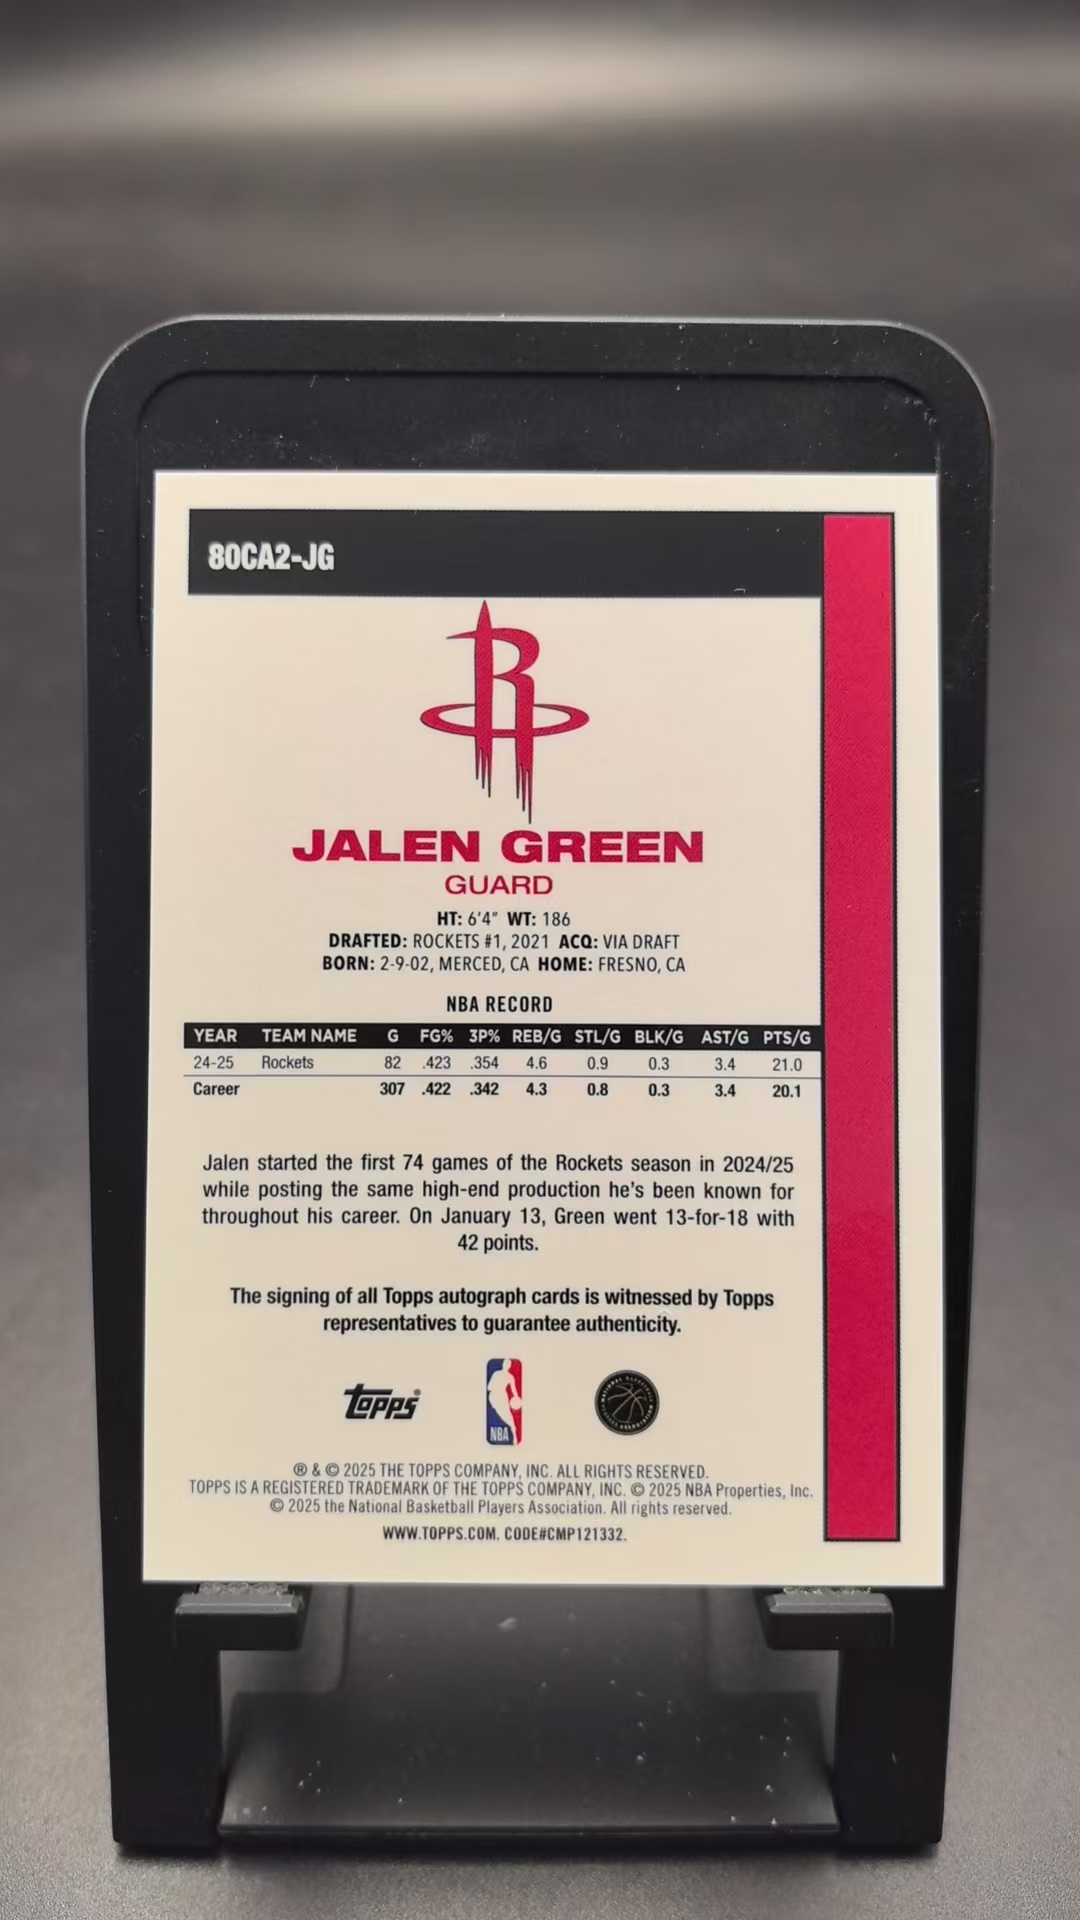 80CA2-JG
JALEN GREEN
GUARD
HT: 6'4" WT: 186
DRAFTED: ROCKETS #1, 2021 ACQ: VIA DRAFT
BORN: 2-9-02, MERCED, CA HOME: FRESNO, CA
NBA RECORD
YEAR TEAM NAME G FG% 3P% REB/G STL/G BLK/G AST/G PTS/G
24-25 Rockets 82 .423 .354 4.6 0.9 0.3 3.4 21.0
Career 307 .422 .342 4.3 0.8 0.3 3.4 20.1
Jalen started the first 74 games of the Rockets season in 2024/25
while posting the same high-end production he's been known for
throughout his career. On January 13, Green went 13-for-18 with
42 points.
The signing of all Topps autograph cards is witnessed by Topps
representatives to guarantee authenticity.
Topps®
NBA
NATIONAL BASKETBALL PLAYERS ASSOCIATION
® & © 2025 THE TOPPS COMPANY, INC. ALL RIGHTS RESERVED.
TOPPS IS A REGISTERED TRADEMARK OF THE TOPPS COMPANY, INC. © 2025 NBA Properties, Inc.
© 2025 the National Basketball Players Association. All rights reserved.
WWW.TOPPS.COM. CODE#CMP121332.